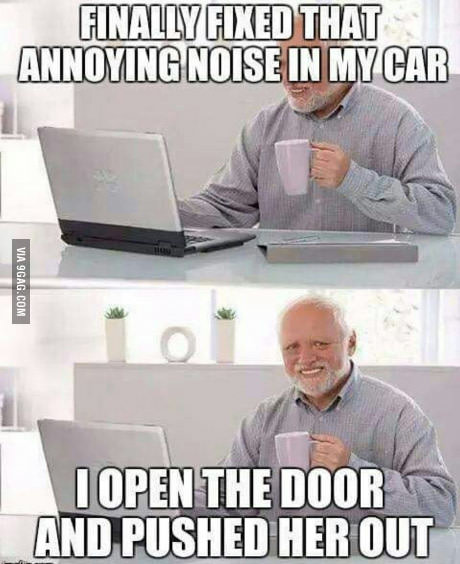 FINALLY FIXED THAT
ANNOYING NOISE IN MY CAR
VIA 9GAG.COM
I OPEN THE DOOR
AND PUSHED HER OUT